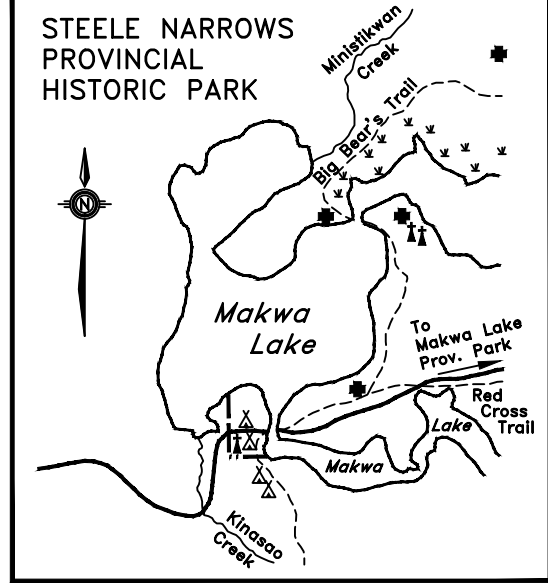 STEELE NARROWS
PROVINCIAL
HISTORIC PARK
Ministikwan
Creek
Big Bear's Trail
N
Makwa
Lake
To
Makwa Lake
Prov. Park
Red
Cross
Trail
Lake
Makwa
Kinasao
Creek